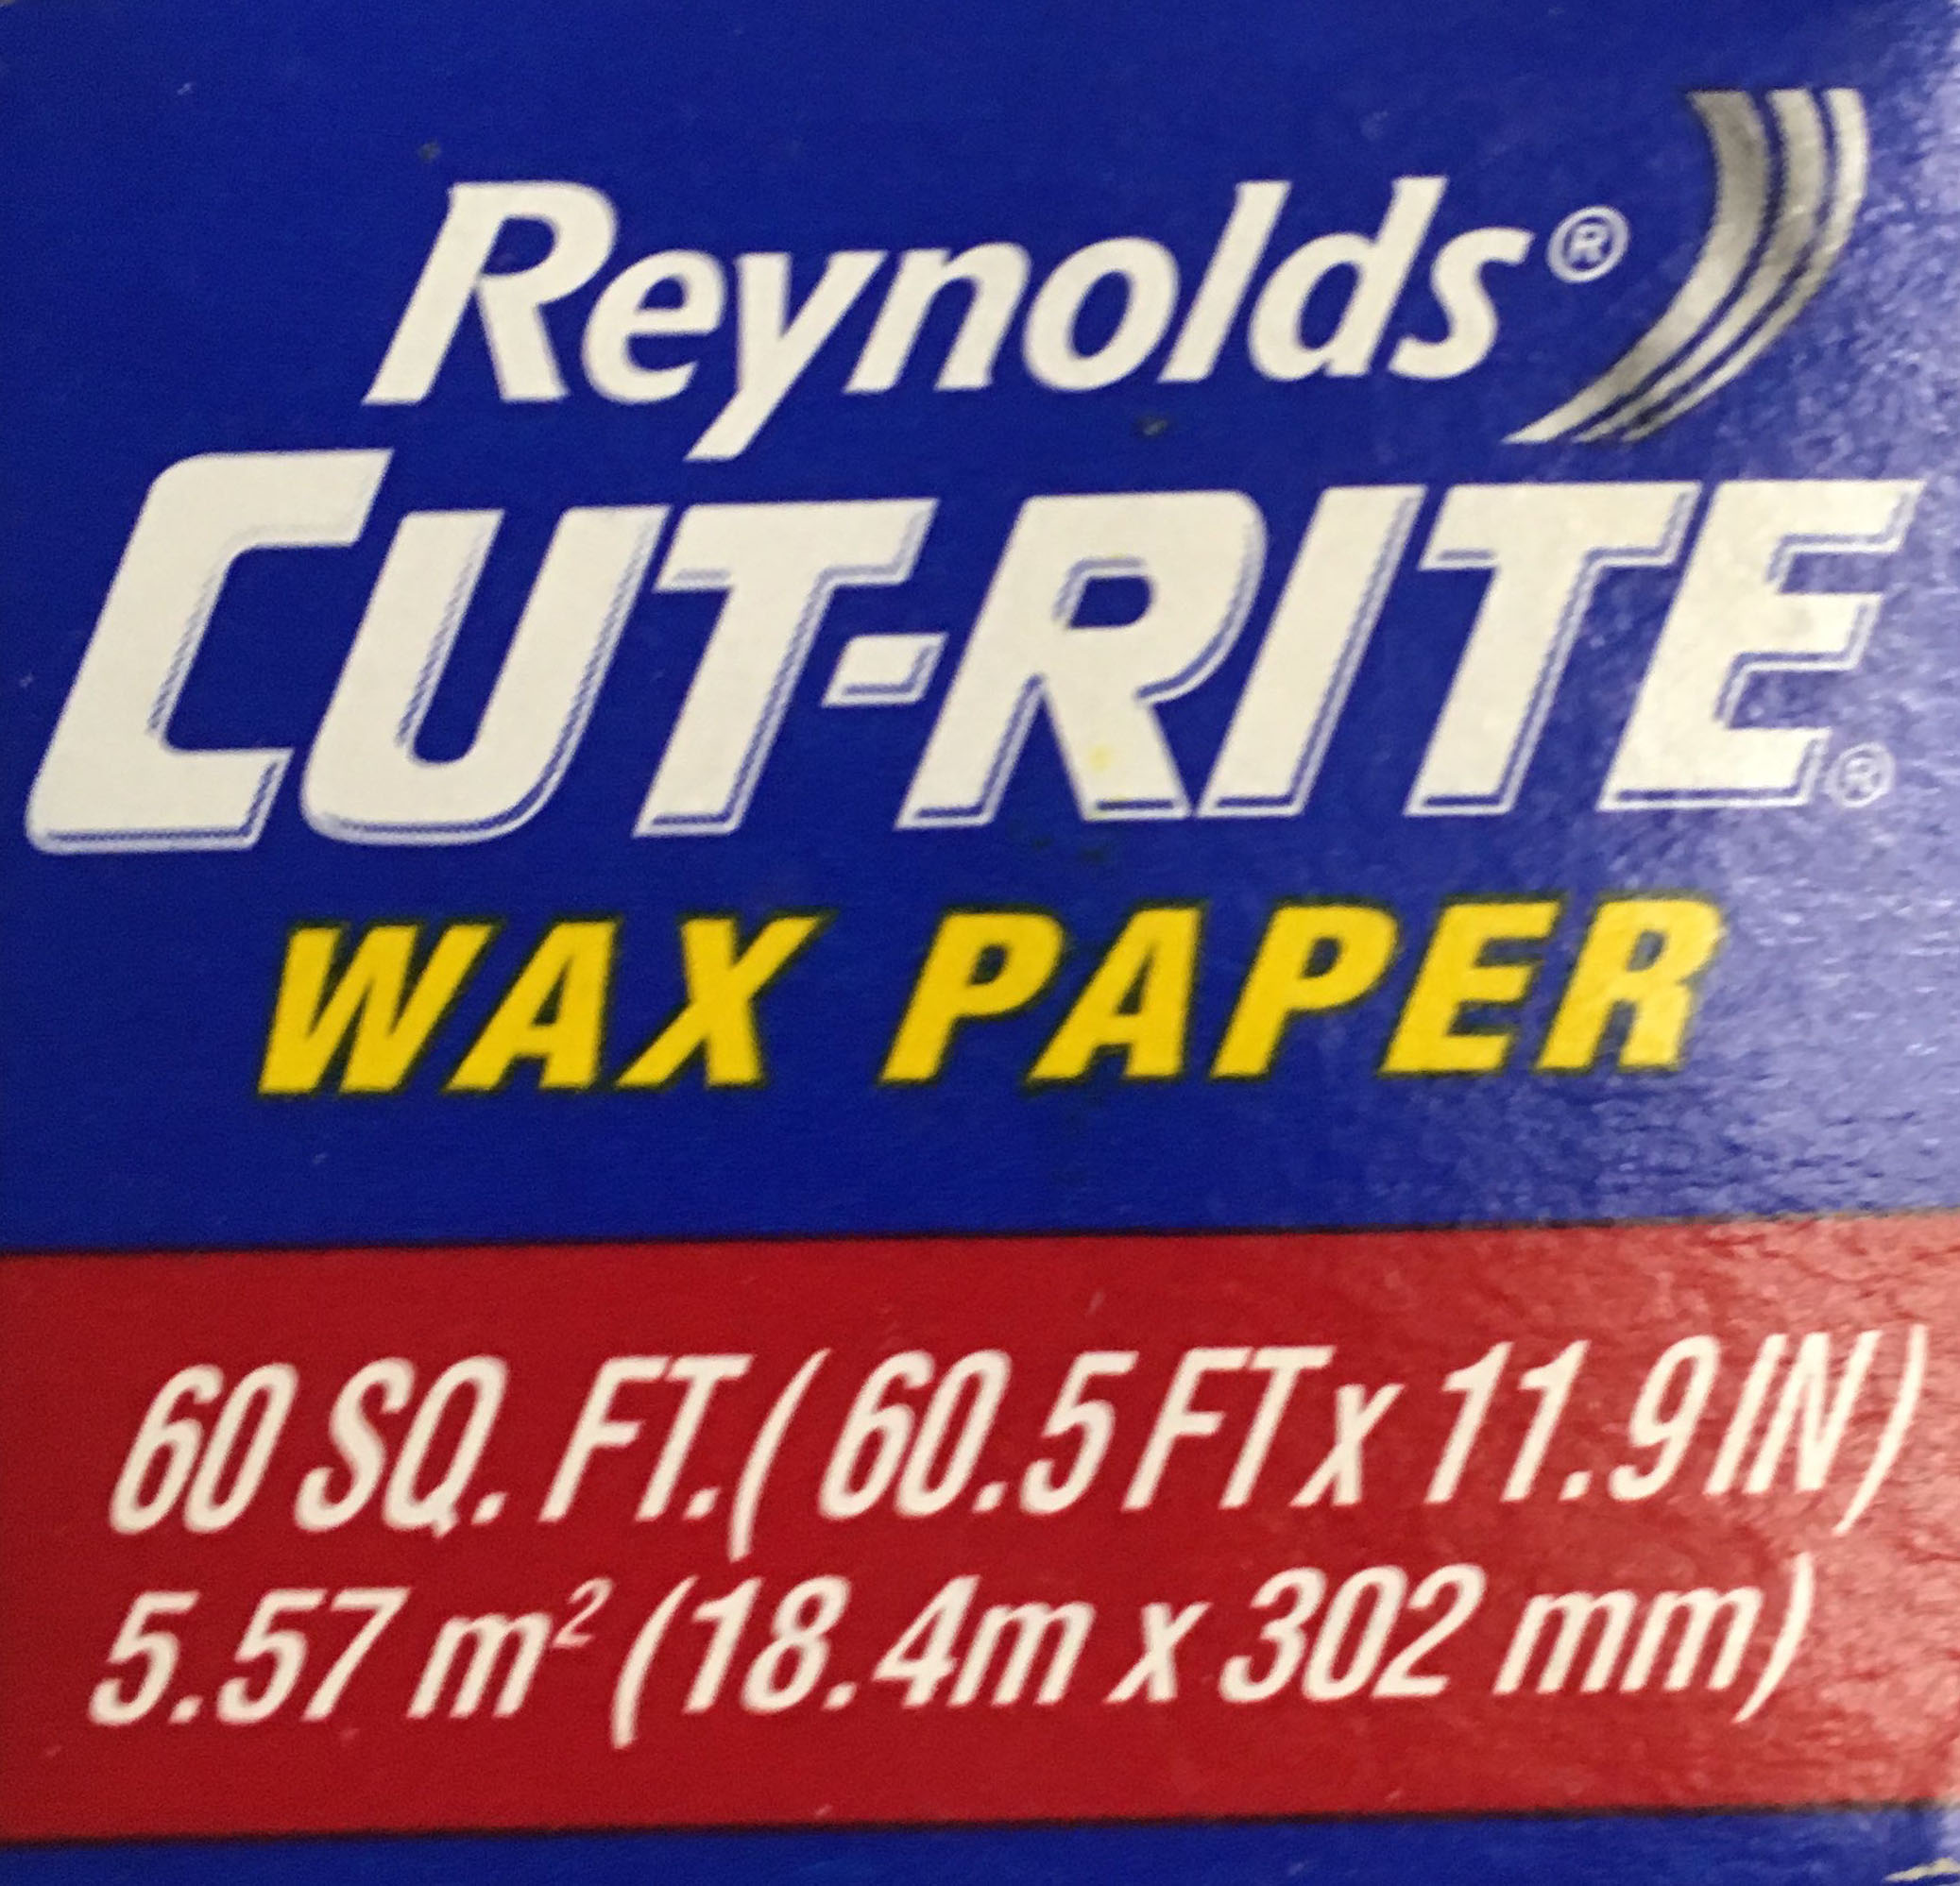 Reynolds®
CUT-RITE®
WAX PAPER
60 SQ. FT. (60.5 FT x 11.9 IN)
5.57 m² (18.4m x 302 mm)